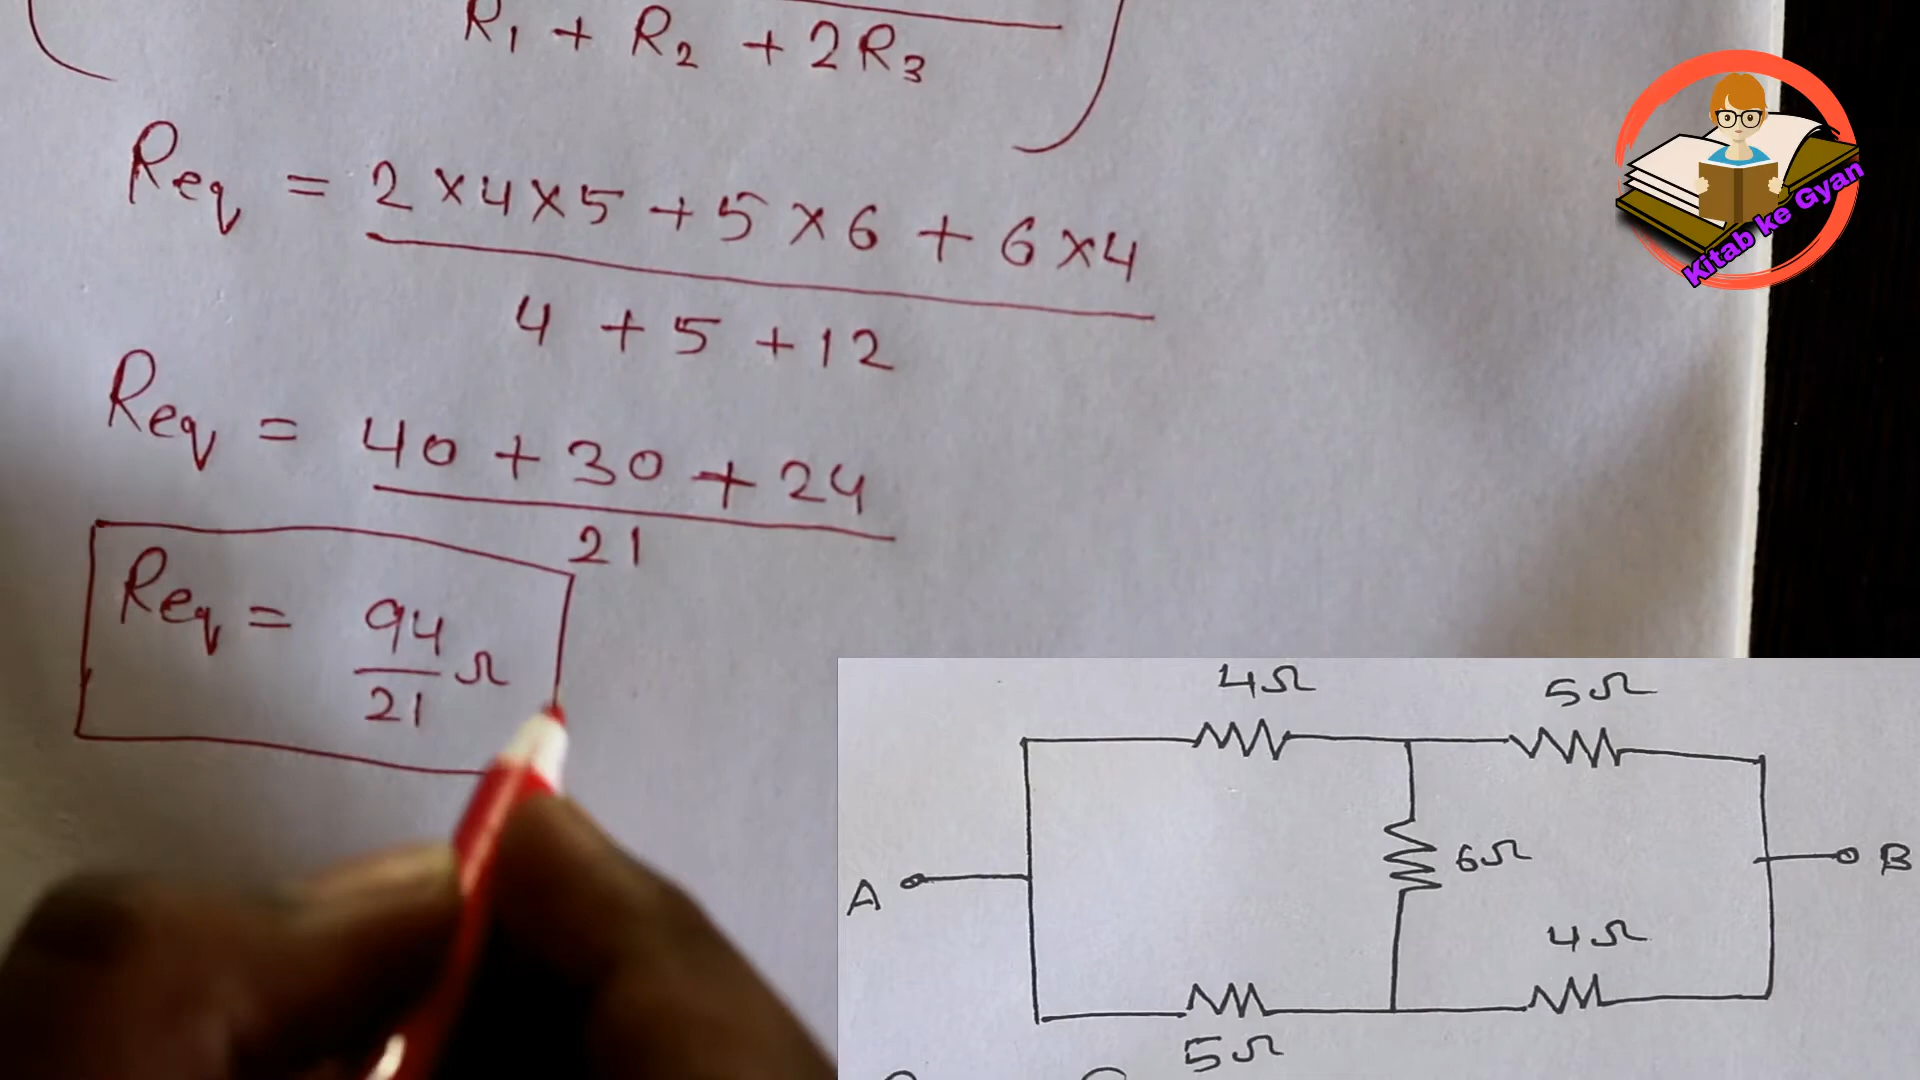 R₁ + R₂ + 2R₃
Req = 2×4×5 + 5×6 + 6×4
4 + 5 + 12
Req = 40 + 30 + 24
21
Req = 94
21 Ω
Kitab ke Gyan
4Ω 5Ω
6Ω
A B
4Ω
5Ω